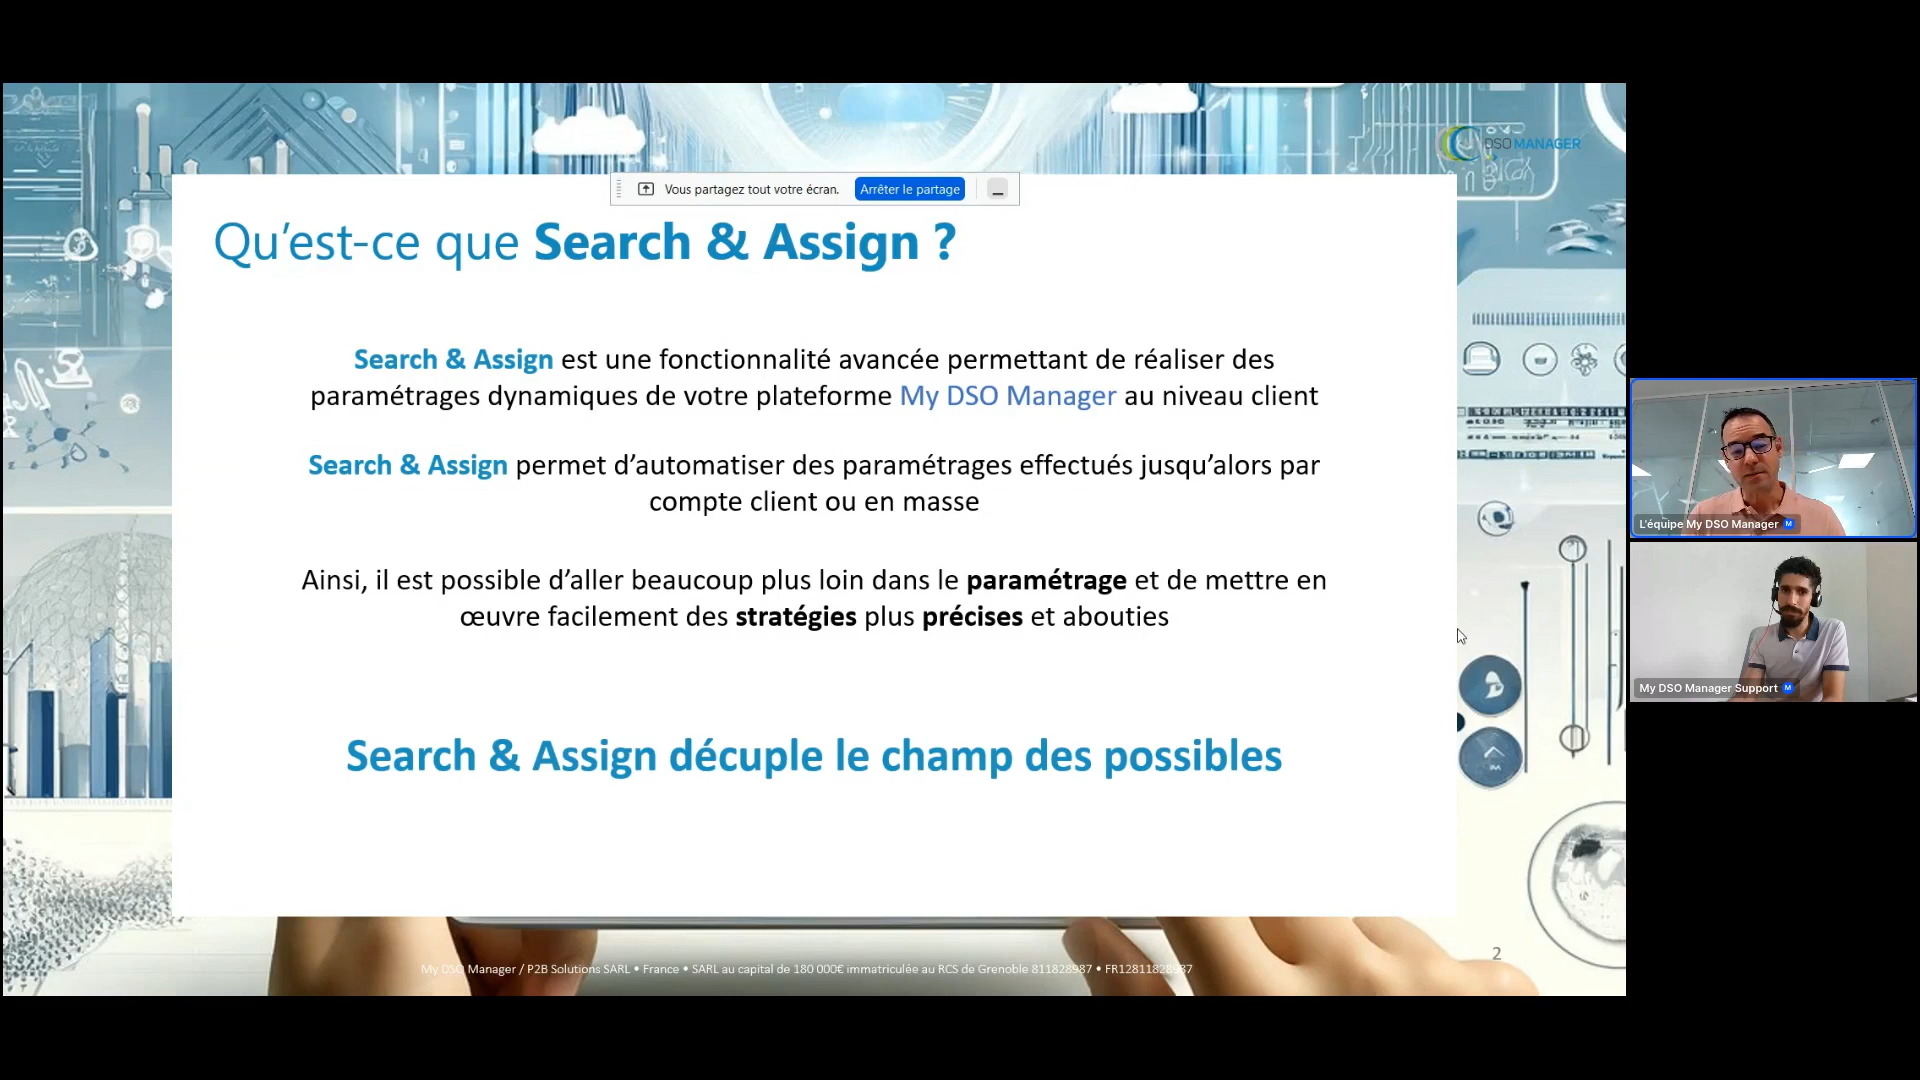 DSO MANAGER
Vous partagez tout votre écran.
Arrêter le partage
Qu’est-ce que Search & Assign ?
Search & Assign est une fonctionnalité avancée permettant de réaliser des
paramétrages dynamiques de votre plateforme My DSO Manager au niveau client
Search & Assign permet d’automatiser des paramétrages effectués jusqu’alors par
compte client ou en masse
Ainsi, il est possible d’aller beaucoup plus loin dans le paramétrage et de mettre en
œuvre facilement des stratégies plus précises et abouties
Search & Assign décuple le champ des possibles
My DSO Manager / P2B Solutions SARL • France • SARL au capital de 180 000€ immatriculée au RCS de Grenoble 811828987 • FR12811828987
2
L'équipe My DSO Manager M
My DSO Manager Support M